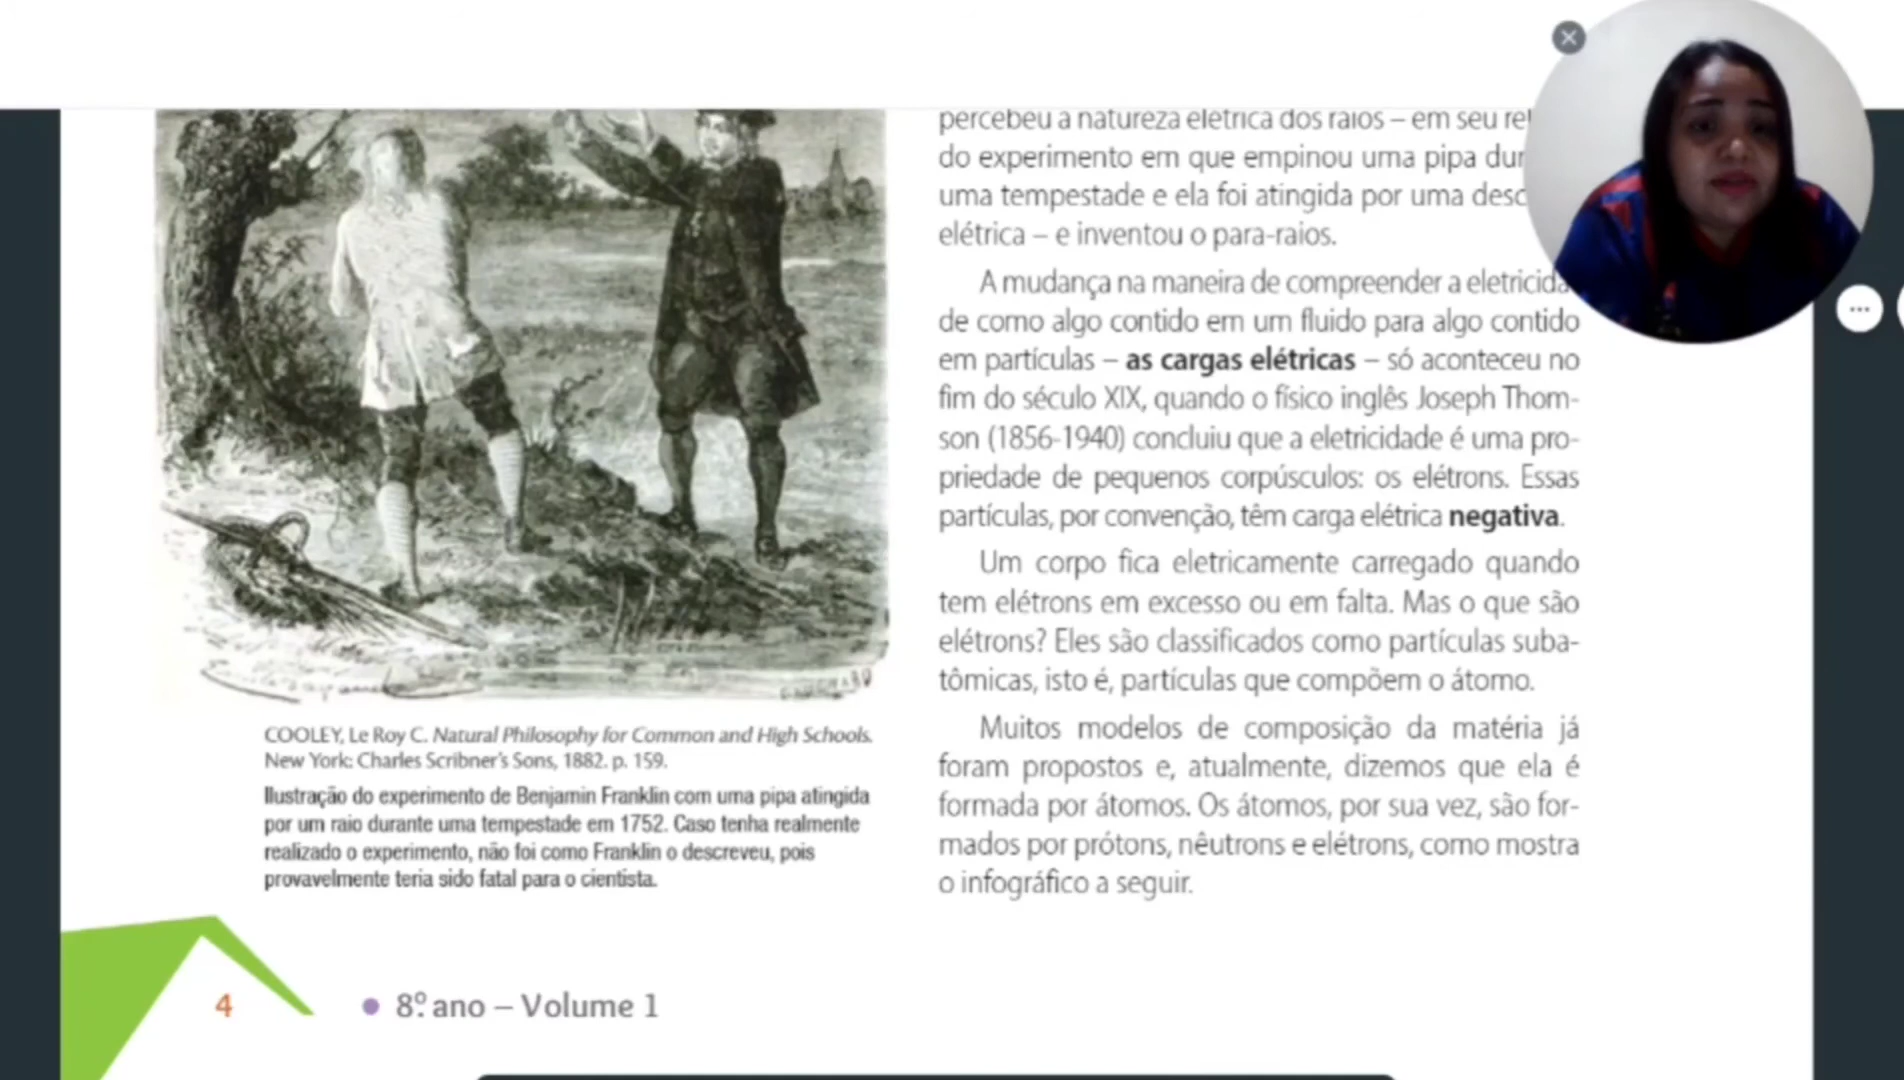 COOLEY, Le Roy C. Natural Philosophy for Common and High Schools.
New York: Charles Scribner's Sons, 1882. p. 159.
Ilustração do experimento de Benjamin Franklin com uma pipa atingida
por um raio durante uma tempestade em 1752. Caso tenha realmente
realizado o experimento, não foi como Franklin o descreveu, pois
provavelmente teria sido fatal para o cientista.
percebeu a natureza elétrica dos raios – em seu
do experimento em que empinou uma pipa
uma tempestade e ela foi atingida por uma
elétrica – e inventou o para-raios.
A mudança na maneira de compreender a eletricida-
de como algo contido em um fluido para algo contido
em partículas – as cargas elétricas – só aconteceu no
fim do século XIX, quando o físico inglês Joseph Thom-
son (1856-1940) concluiu que a eletricidade é uma pro-
priedade de pequenos corpúsculos: os elétrons. Essas
partículas, por convenção, têm carga elétrica negativa.
Um corpo fica eletricamente carregado quando
tem elétrons em excesso ou em falta. Mas o que são
elétrons? Eles são classificados como partículas suba-
tômicas, isto é, partículas que compõem o átomo.
Muitos modelos de composição da matéria já
foram propostos e, atualmente, dizemos que ela é
formada por átomos. Os átomos, por sua vez, são for-
mados por prótons, nêutrons e elétrons, como mostra
o infográfico a seguir.
4
8º. ano – Volume 1